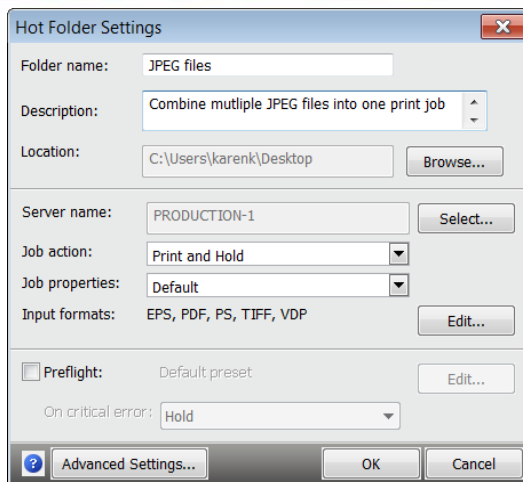 Hot Folder Settings
Folder name: JPEG files
Description: Combine mutliple JPEG files into one print job
Location: C:\Users\karenk\Desktop Browse...
Server name: PRODUCTION-1 Select...
Job action: Print and Hold
Job properties: Default
Input formats: EPS, PDF, PS, TIFF, VDP Edit...
Preflight: Default preset Edit...
On critical error: Hold
? Advanced Settings... OK Cancel